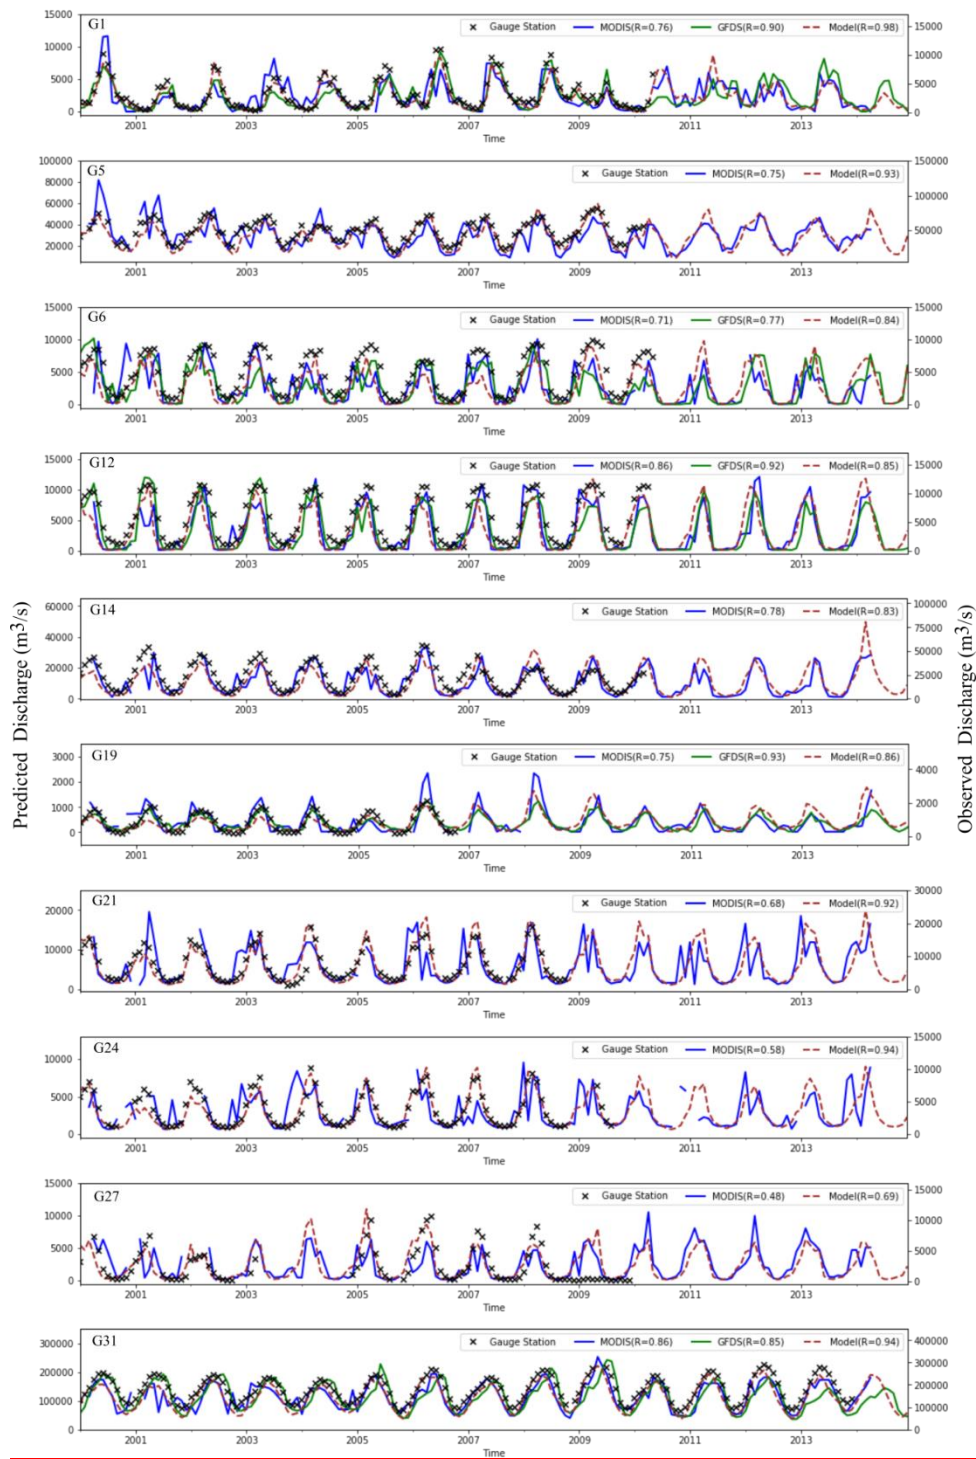 G1
Gauge Station MODIS(R=0.76) GFDS(R=0.90) Model(R=0.98)
15000
10000
5000
0
15000
10000
5000
0
2001 2003 2005 2007 2009 2011 2013
Time
G5
Gauge Station MODIS(R=0.75) Model(R=0.93)
100000
80000
60000
40000
20000
150000
100000
50000
2001 2003 2005 2007 2009 2011 2013
Time
G6
Gauge Station MODIS(R=0.71) GFDS(R=0.77) Model(R=0.84)
15000
10000
5000
0
15000
10000
5000
0
2001 2003 2005 2007 2009 2011 2013
Time
G12
Gauge Station MODIS(R=0.86) GFDS(R=0.92) Model(R=0.85)
15000
10000
5000
0
15000
10000
5000
0
2001 2003 2005 2007 2009 2011 2013
Time
Predicted Discharge (m3/s)
Observed Discharge (m3/s)
G14
Gauge Station MODIS(R=0.78) Model(R=0.83)
60000
40000
20000
0
100000
75000
50000
25000
0
2001 2003 2005 2007 2009 2011 2013
Time
G19
Gauge Station MODIS(R=0.75) GFDS(R=0.93) Model(R=0.86)
3000
2000
1000
0
4000
2000
0
2001 2003 2005 2007 2009 2011 2013
Time
G21
Gauge Station MODIS(R=0.68) Model(R=0.92)
20000
10000
0
30000
20000
10000
0
2001 2003 2005 2007 2009 2011 2013
Time
G24
Gauge Station MODIS(R=0.58) Model(R=0.94)
10000
5000
0
15000
10000
5000
0
2001 2003 2005 2007 2009 2011 2013
Time
G27
Gauge Station MODIS(R=0.48) Model(R=0.69)
15000
10000
5000
0
15000
10000
5000
0
2001 2003 2005 2007 2009 2011 2013
Time
G31
Gauge Station MODIS(R=0.86) GFDS(R=0.85) Model(R=0.94)
300000
200000
100000
0
400000
300000
200000
100000
0
2001 2003 2005 2007 2009 2011 2013
Time